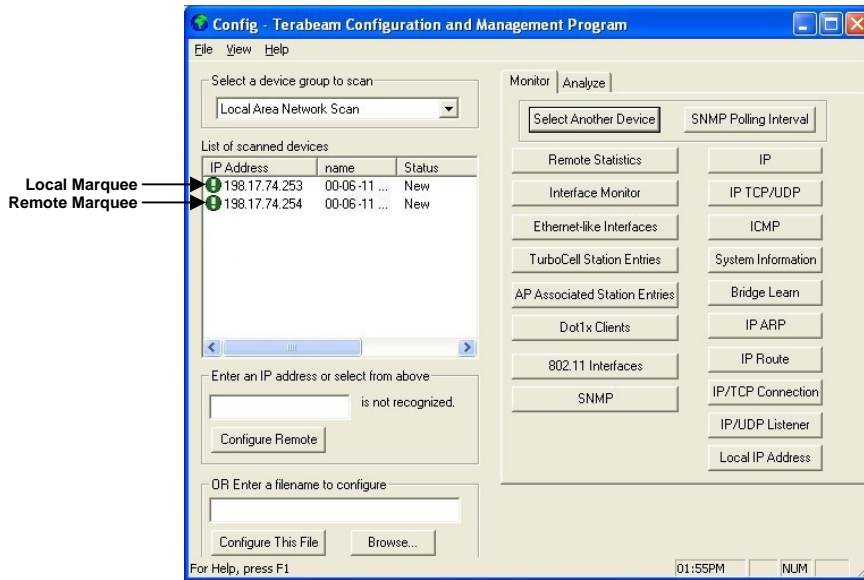 Config - Terabeam Configuration and Management Program
File View Help
Select a device group to scan
Local Area Network Scan
List of scanned devices
IP Address name Status
Local Marquee
198.17.74.253 00-06-11 ... New
Remote Marquee
198.17.74.254 00-06-11 ... New
Enter an IP address or select from above
is not recognized.
Configure Remote
OR Enter a filename to configure
Configure This File Browse...
Monitor Analyze
Select Another Device SNMP Polling Interval
Remote Statistics IP
Interface Monitor IP TCP/UDP
Ethernet-like Interfaces ICMP
TurboCell Station Entries System Information
AP Associated Station Entries Bridge Learn
Dot1x Clients IP ARP
802.11 Interfaces IP Route
SNMP IP/TCP Connection
IP/UDP Listener
Local IP Address
For Help, press F1 01:55PM NUM